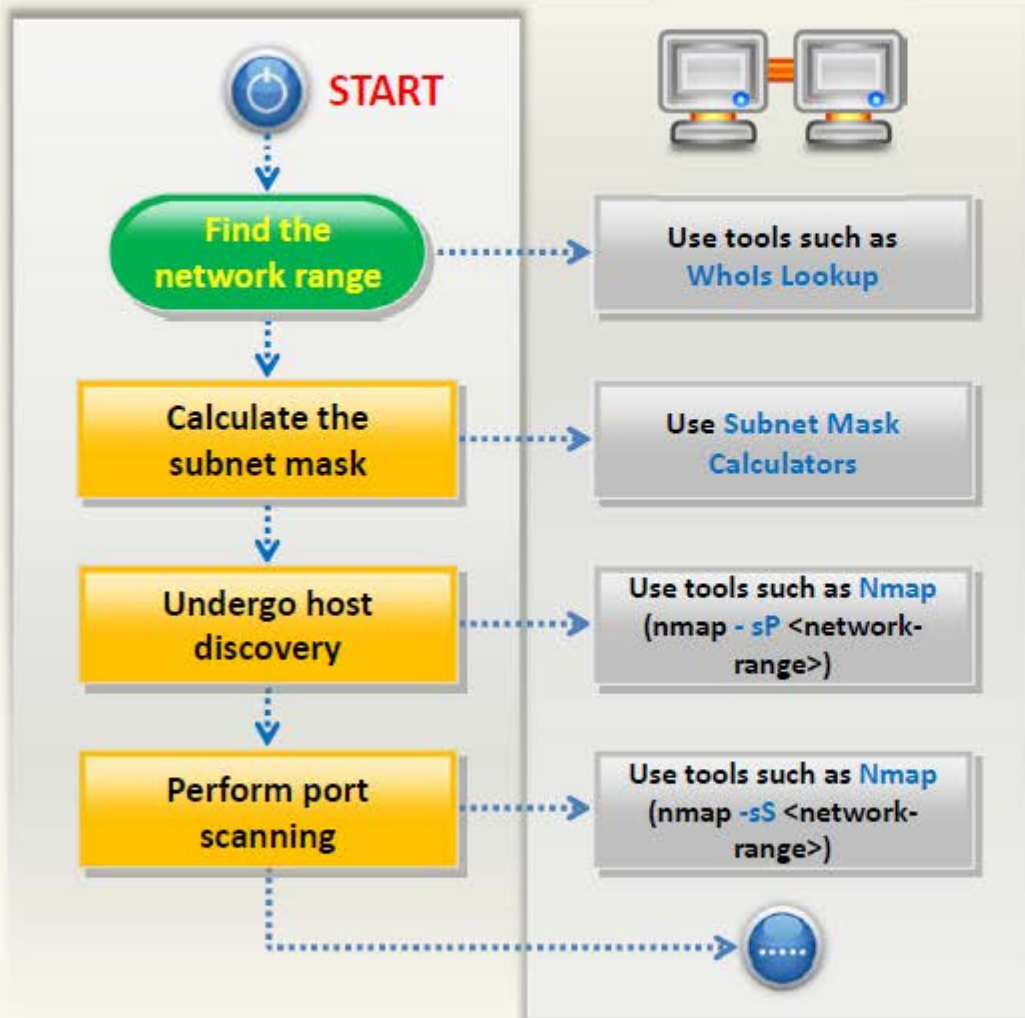 START
Find the
network range
Use tools such as
WhoIs Lookup
Calculate the
subnet mask
Use Subnet Mask
Calculators
Undergo host
discovery
Use tools such as Nmap
(nmap - sP <network-
range>)
Perform port
scanning
Use tools such as Nmap
(nmap -sS <network-
range>)
......